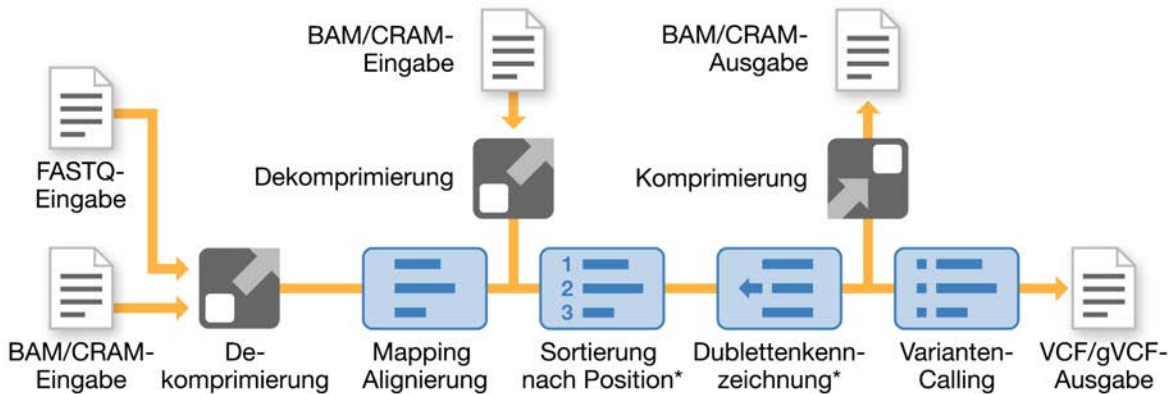 BAM/CRAM-
Eingabe
BAM/CRAM-
Ausgabe
FASTQ-
Eingabe
Dekomprimierung
Komprimierung
1
2
3
BAM/CRAM-
Eingabe
De-
komprimierung
Mapping
Alignierung
Sortierung
nach Position*
Dublettenkenn-
zeichnung*
Varianten-
Calling
VCF/gVCF-
Ausgabe